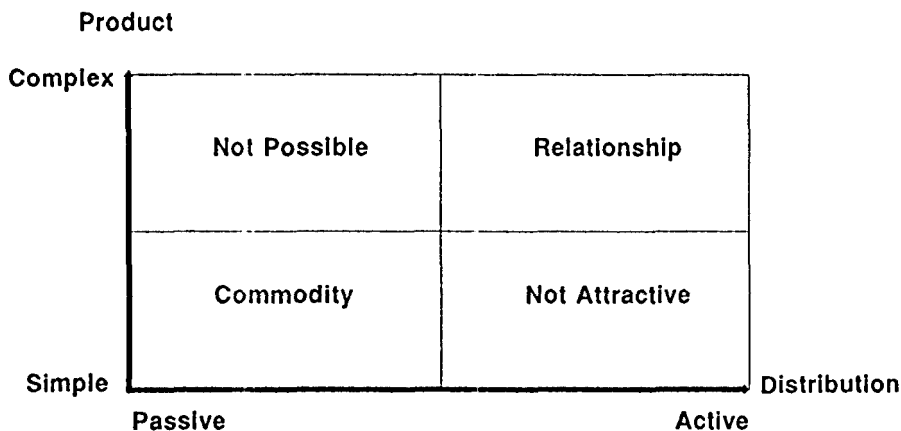 Product
Complex
Not Possible
Relationship
Commodity
Not Attractive
Simple
Distribution
Passive
Active